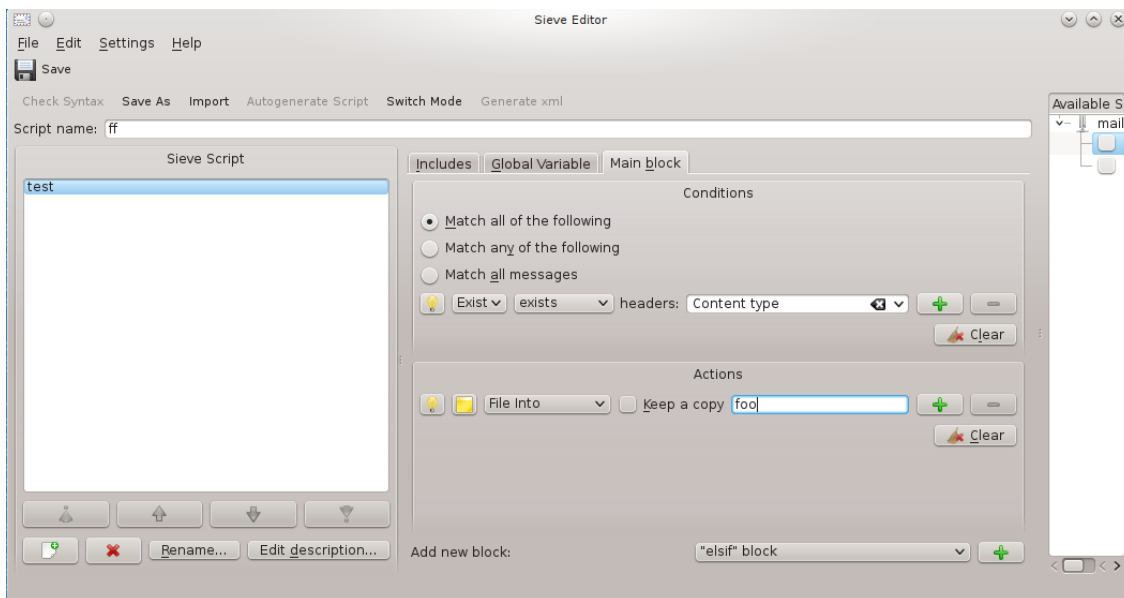 Sieve Editor
File Edit Settings Help
Save
Check Syntax Save As Import Autogenerate Script Switch Mode Generate xml
Script name: ff
Sieve Script
test
Rename... Edit description...
Includes Global Variable Main block
Conditions
Match all of the following
Match any of the following
Match all messages
Exist exists headers: Content type
Clear
Actions
File Into Keep a copy foo
Clear
Add new block: "elsif" block
Available S
mail